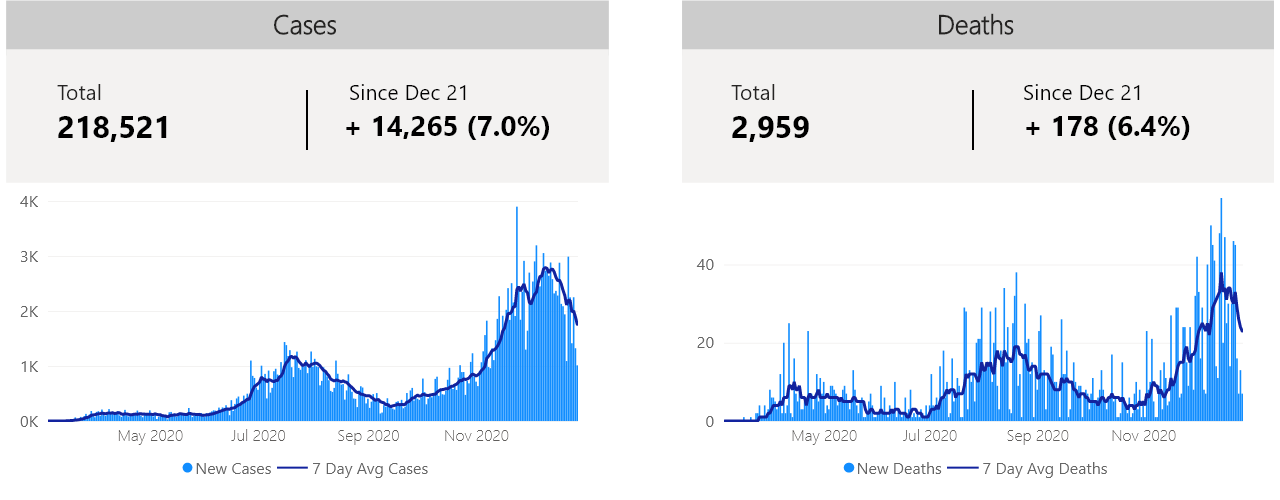 Cases
Total
218,521
Since Dec 21
+ 14,265 (7.0%)
4K
3K
2K
1K
0K
May 2020
Jul 2020
Sep 2020
Nov 2020
New Cases
7 Day Avg Cases
Deaths
Total
2,959
Since Dec 21
+ 178 (6.4%)
40
20
0
May 2020
Jul 2020
Sep 2020
Nov 2020
New Deaths
7 Day Avg Deaths